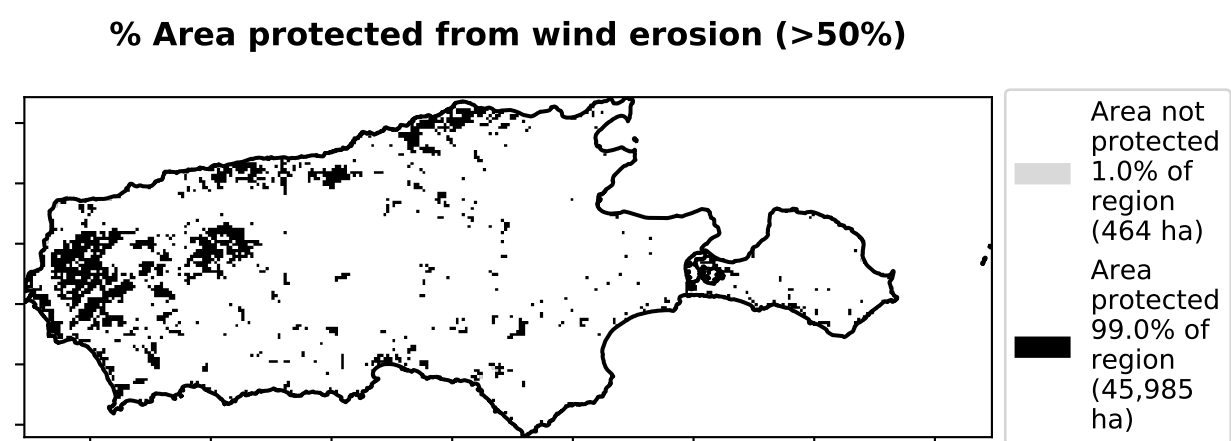 % Area protected from wind erosion (>50%)
Area not
protected
1.0% of
region
(464 ha)
Area
protected
99.0% of
region
(45,985
ha)